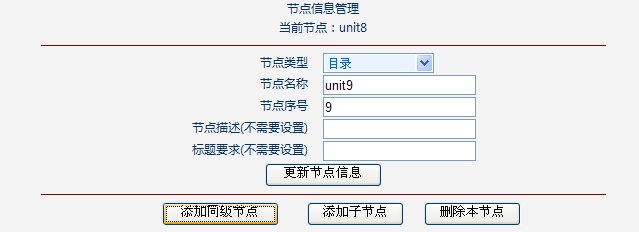 节点信息管理
当前节点：unit8
节点类型 目录
节点名称 unit9
节点序号 9
节点描述(不需要设置)
标题要求(不需要设置)
更新节点信息
添加同级节点 添加子节点 删除本节点